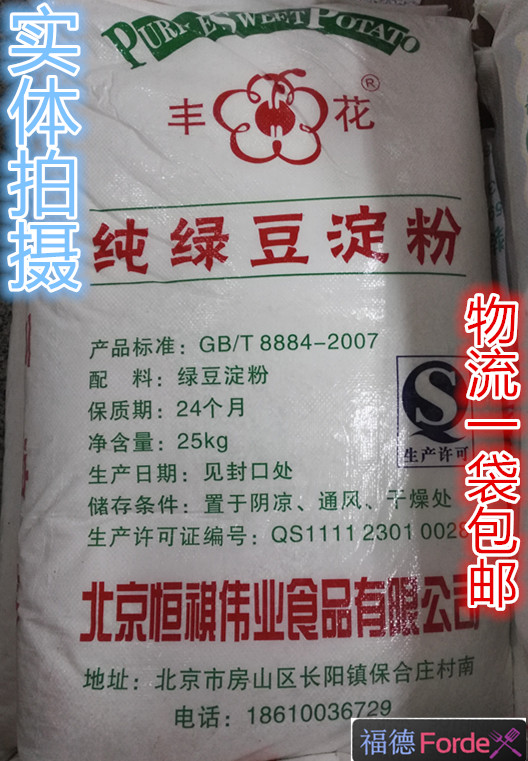 PURPLE SWEET POTATO
实体拍摄
丰花®
纯绿豆淀粉
产品标准：GB/T 8884-2007
配 料：绿豆淀粉
保质期：24个月
净含量：25kg
生产日期：见封口处
储存条件：置于阴凉、通风、干燥处
生产许可证编号：QS1111 2301 0028
生产许可
物流一袋包邮
北京恒祺伟业食品有限公司
地址：北京市房山区长阳镇保合庄村南
电话：18610036729
福德 Forde